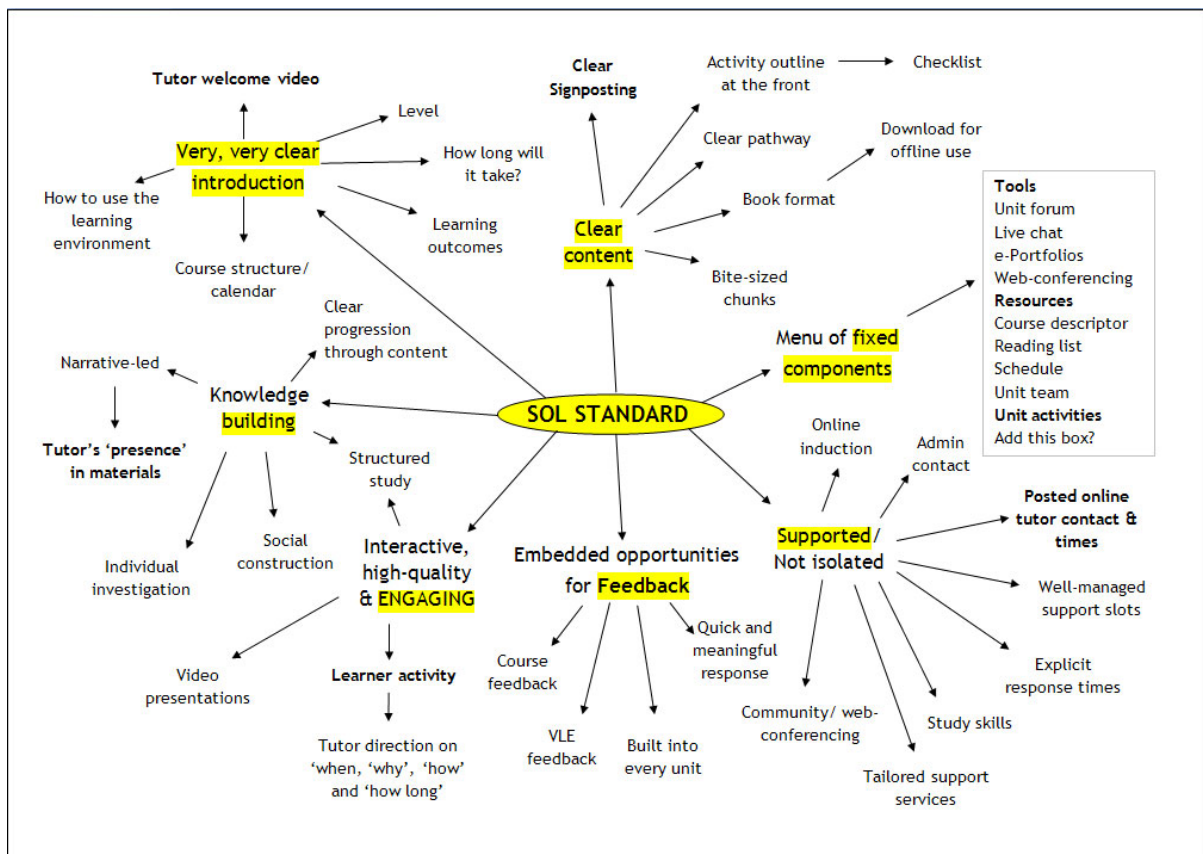 Tutor welcome video
Level
Very, very clear
introduction
How long will
it take?
How to use the
learning
environment
Learning
outcomes
Course structure/
calendar
Clear
Signposting
Activity outline
at the front
Checklist
Clear pathway
Download for
offline use
Book format
Clear
content
Bite-sized
chunks
Tools
Unit forum
Live chat
e-Portfolios
Web-conferencing
Resources
Course descriptor
Reading list
Schedule
Unit team
Unit activities
Add this box?
Menu of fixed
components
SOL STANDARD
Clear
progression
through content
Narrative-led
Knowledge
building
Tutor's ‘presence’
in materials
Structured
study
Individual
investigation
Social
construction
Interactive,
high-quality
& ENGAGING
Video
presentations
Learner activity
Tutor direction on
‘when, ‘why’, ‘how’
and ‘how long’
Embedded opportunities
for Feedback
Course
feedback
VLE
feedback
Built into
every unit
Quick and
meaningful
response
Online
induction
Admin
contact
Supported/
Not isolated
Posted online
tutor contact &
times
Well-managed
support slots
Explicit
response times
Study skills
Tailored support
services
Community/ web-
conferencing